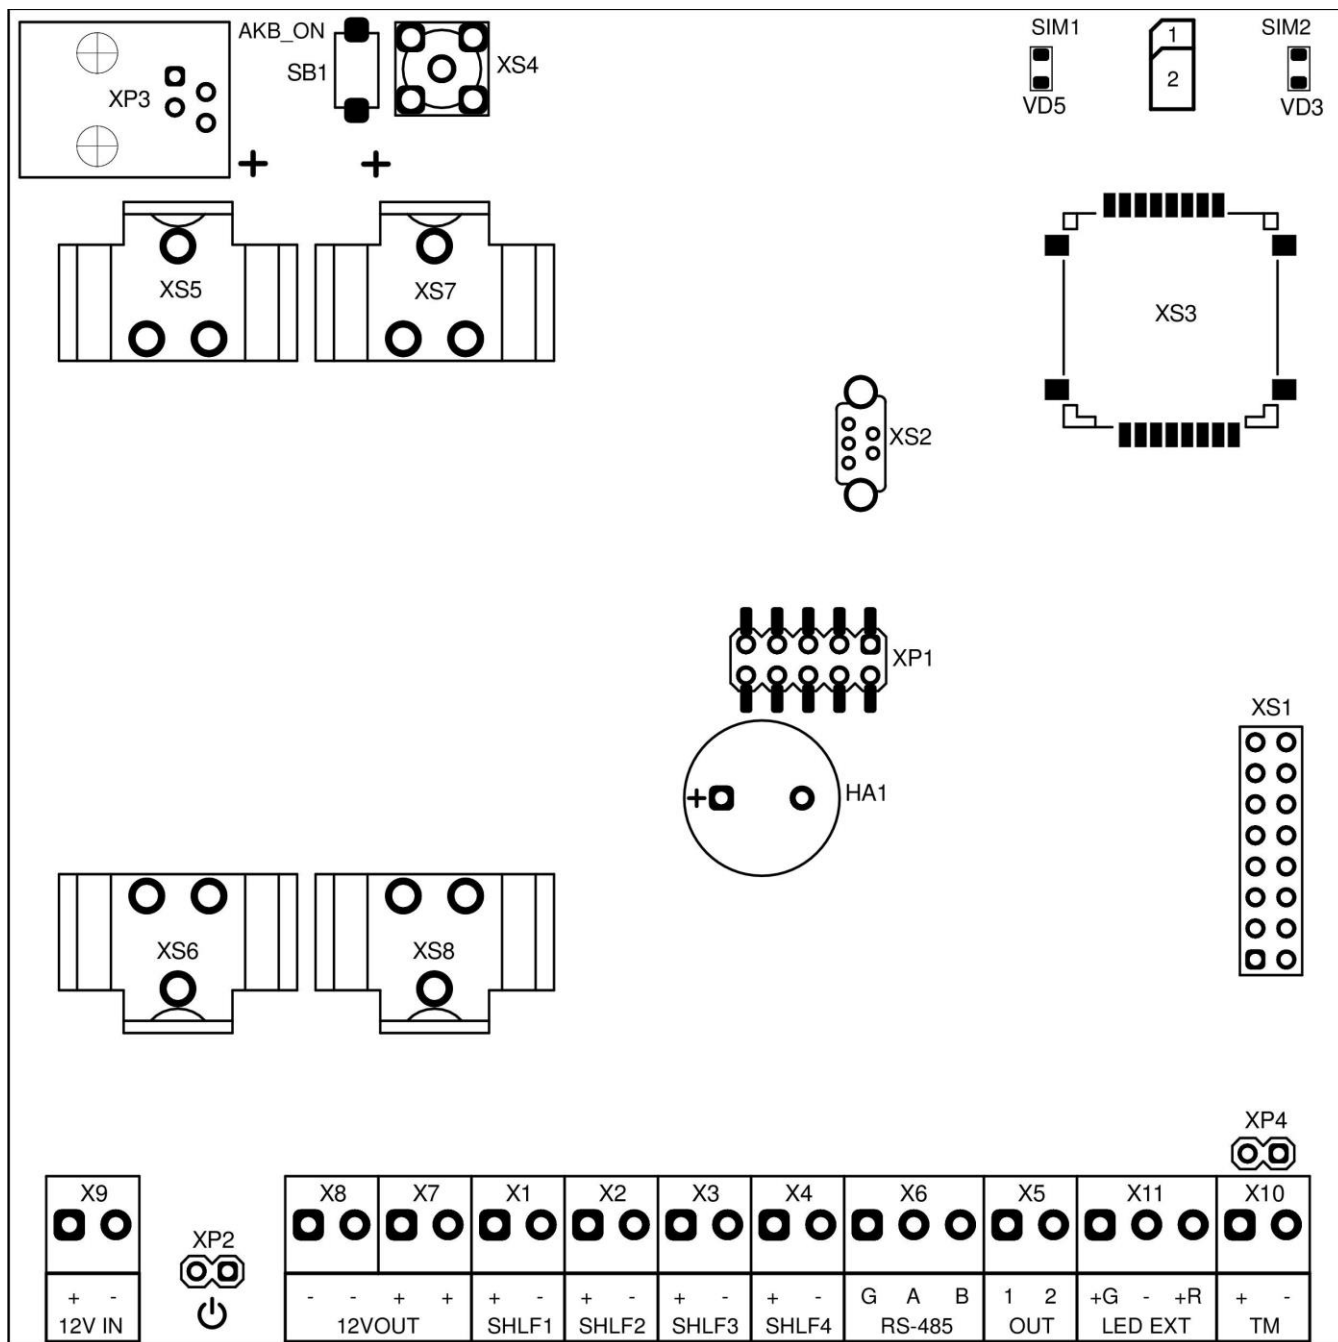 AKB_ON
SIM1
1
SIM2
XS4
SB1
2
XP3
VD5
VD3
+ +
XS5
XS7
XS3
XS2
XP1
XS1
+
HA1
XS6
XS8
XP4
X9
X8 X7 X1 X2 X3 X4 X6 X5 X11 X10
XP2
+ -
- - + + + - + - + - + - G A B 1 2 +G - +R + -
12V IN
12VOUT SHLF1 SHLF2 SHLF3 SHLF4 RS-485 OUT LED EXT TM